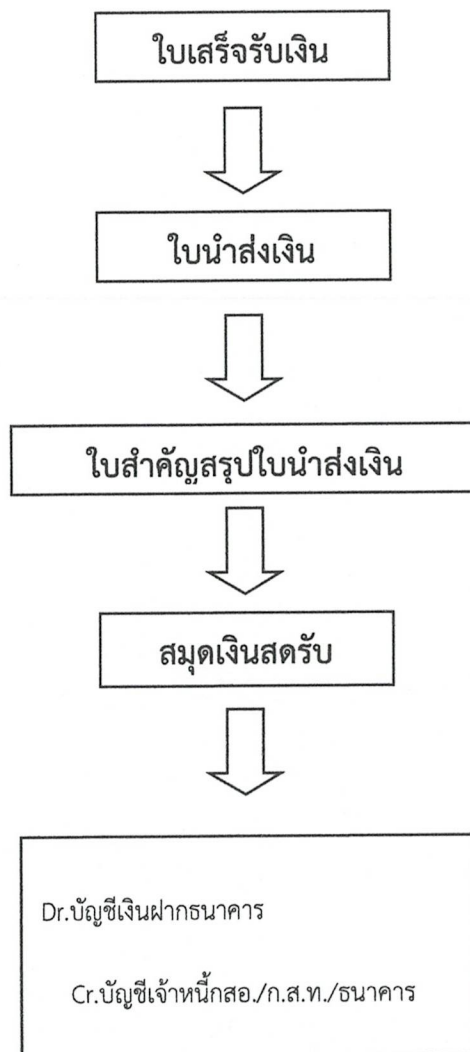 ใบเสร็จรับเงิน
ใบนำส่งเงิน
ใบสำคัญสรุปใบนำส่งเงิน
สมุดเงินสดรับ
Dr.บัญชีเงินฝากธนาคาร
Cr.บัญชีเจ้าหนี้กสอ./ก.ส.ท./ธนาคาร